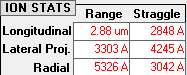 ION STATS Range Straggle
Longitudinal 2.88 um 2848 A
Lateral Proj. 3303 A 4245 A
Radial 5326 A 3042 A